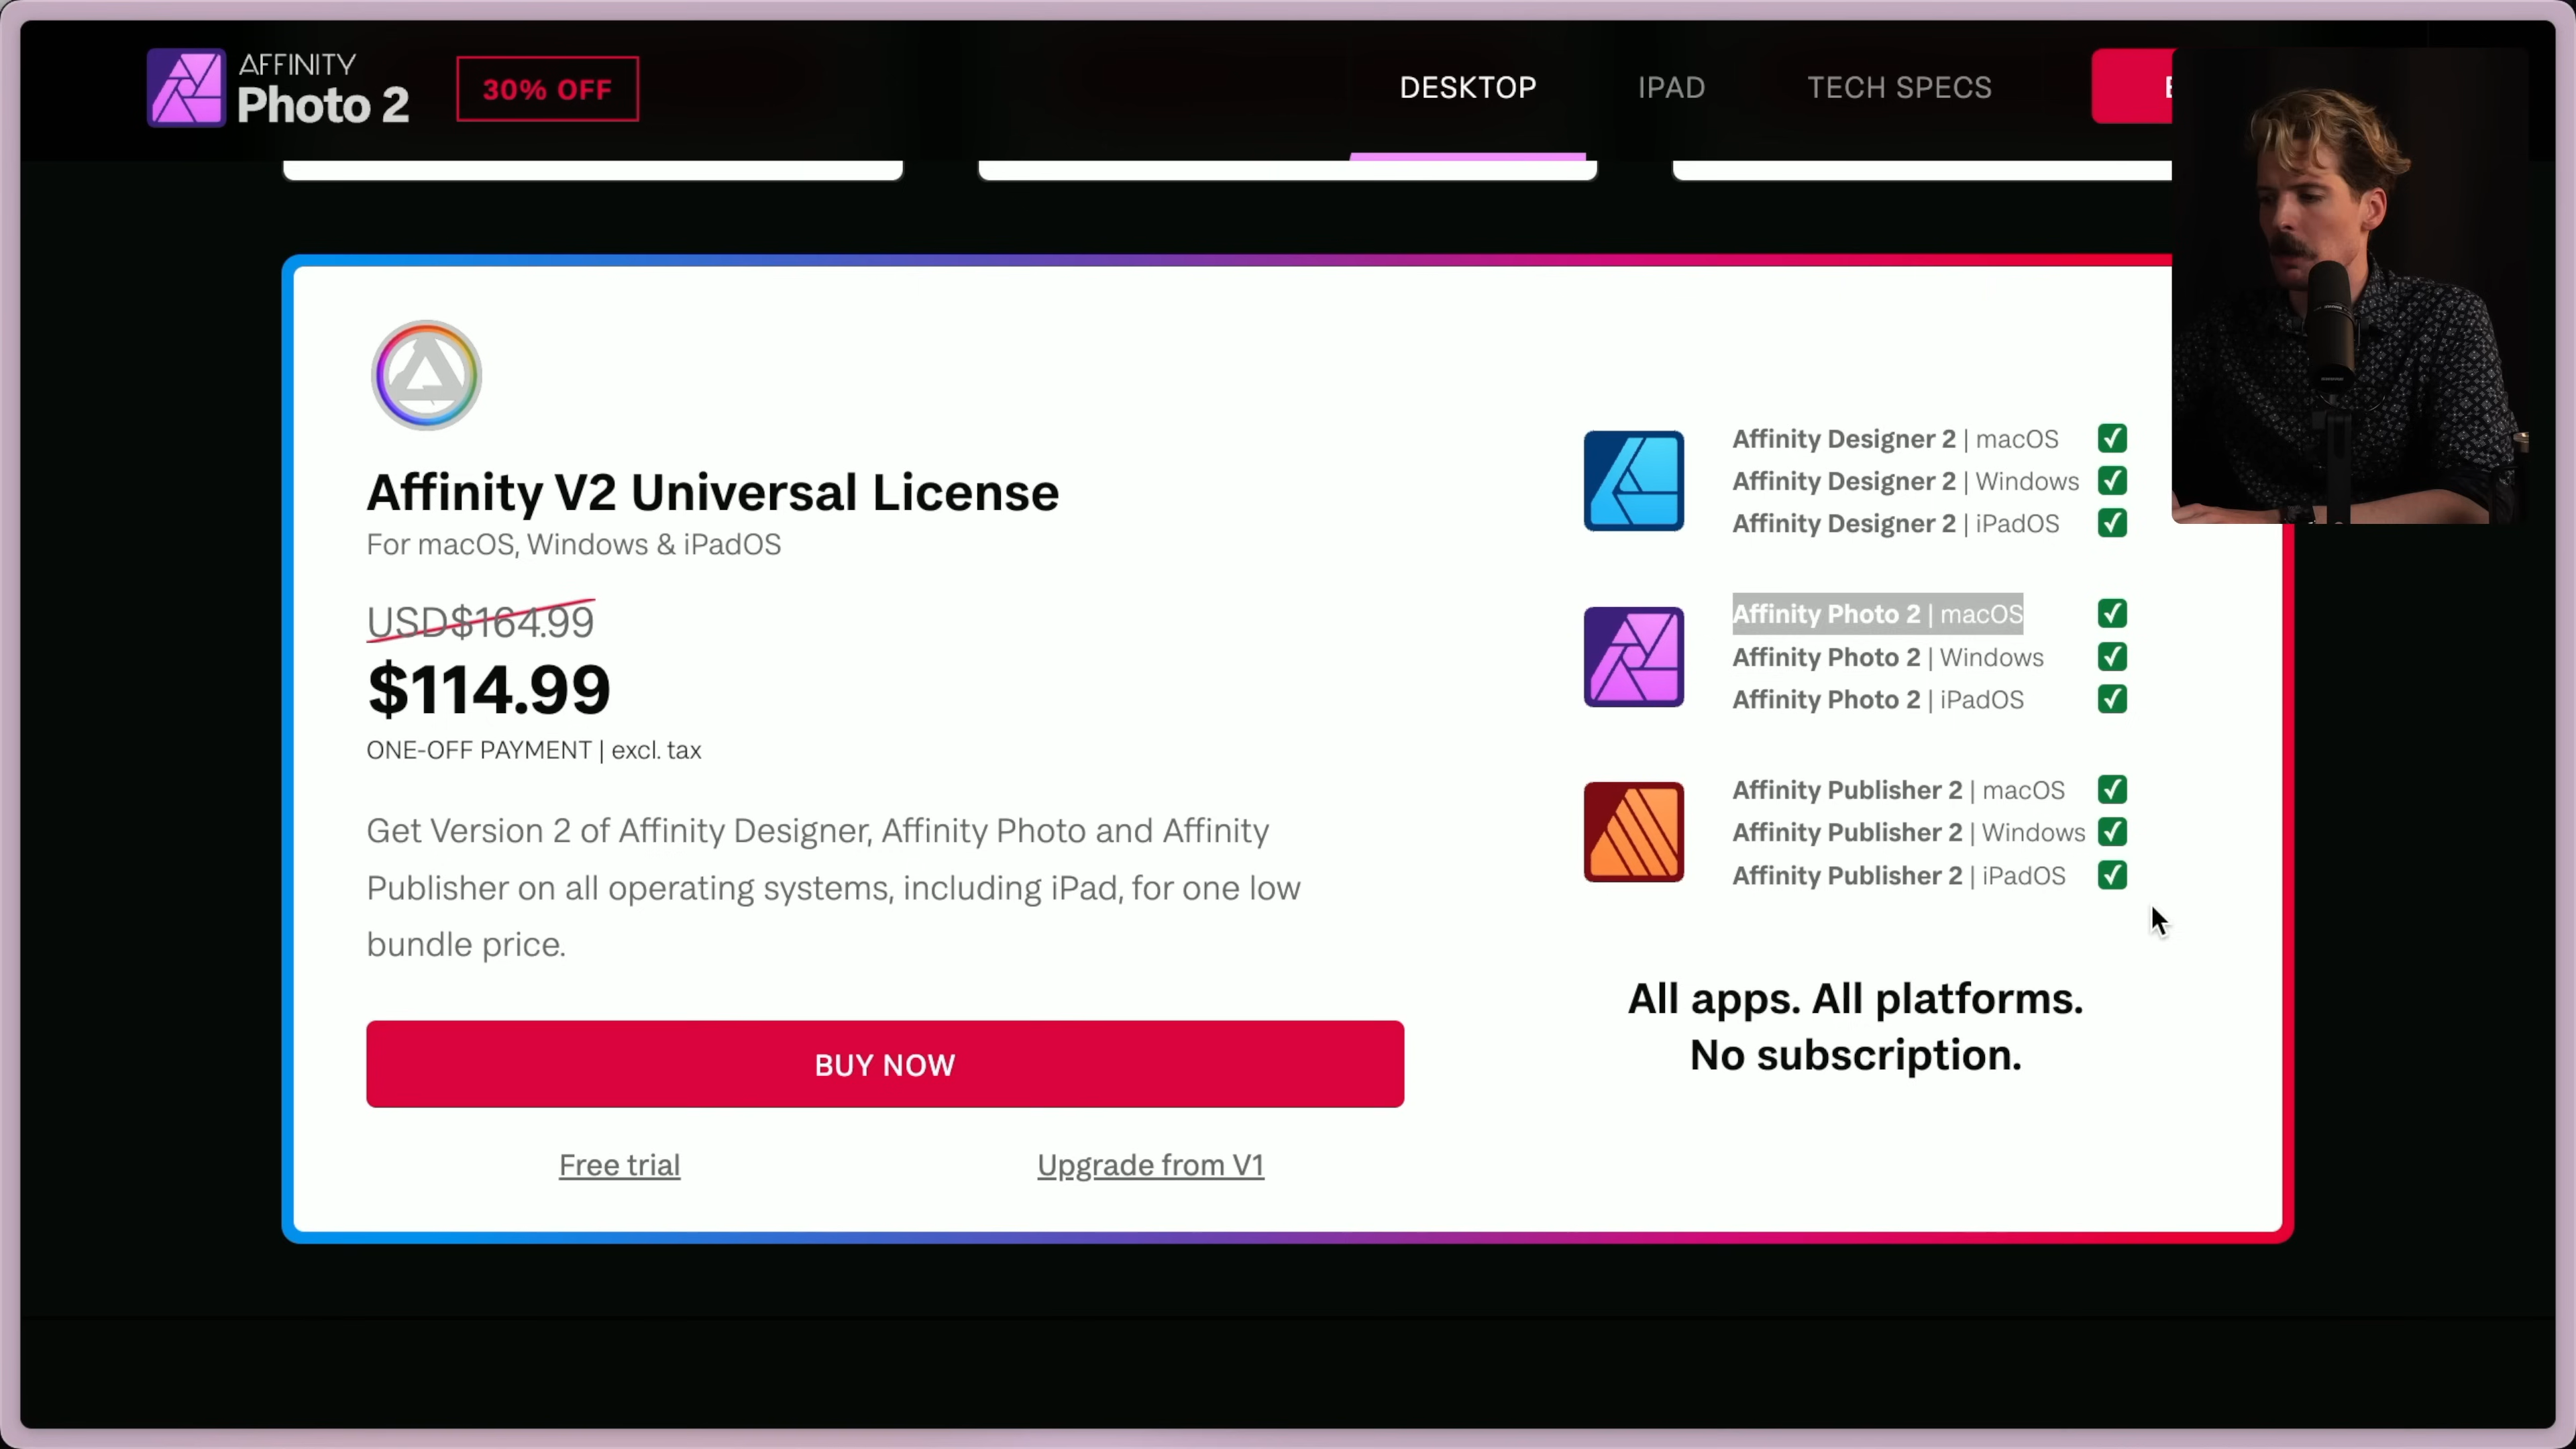 AFFINITY
Photo 2
30% OFF
DESKTOP
IPAD
TECH SPECS
Affinity V2 Universal License
For macOS, Windows & iPadOS
USD$164.99
$114.99
ONE-OFF PAYMENT | excl. tax
Get Version 2 of Affinity Designer, Affinity Photo and Affinity
Publisher on all operating systems, including iPad, for one low
bundle price.
BUY NOW
Free trial
Upgrade from V1
Affinity Designer 2 | macOS
Affinity Designer 2 | Windows
Affinity Designer 2 | iPadOS
Affinity Photo 2 | macOS
Affinity Photo 2 | Windows
Affinity Photo 2 | iPadOS
Affinity Publisher 2 | macOS
Affinity Publisher 2 | Windows
Affinity Publisher 2 | iPadOS
All apps. All platforms.
No subscription.